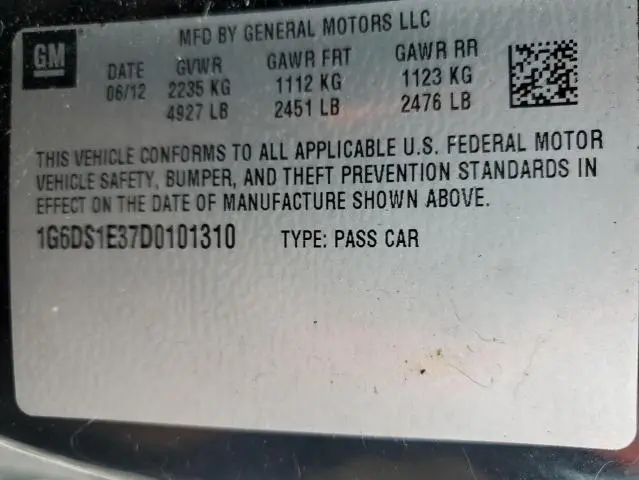 GM
MFD BY GENERAL MOTORS LLC
DATE GVWR GAWR FRT GAWR RR
06/12 2235 KG 1112 KG 1123 KG
4927 LB 2451 LB 2476 LB
THIS VEHICLE CONFORMS TO ALL APPLICABLE U.S. FEDERAL MOTOR
VEHICLE SAFETY, BUMPER, AND THEFT PREVENTION STANDARDS IN
EFFECT ON THE DATE OF MANUFACTURE SHOWN ABOVE.
1G6DS1E37D0101310 TYPE: PASS CAR